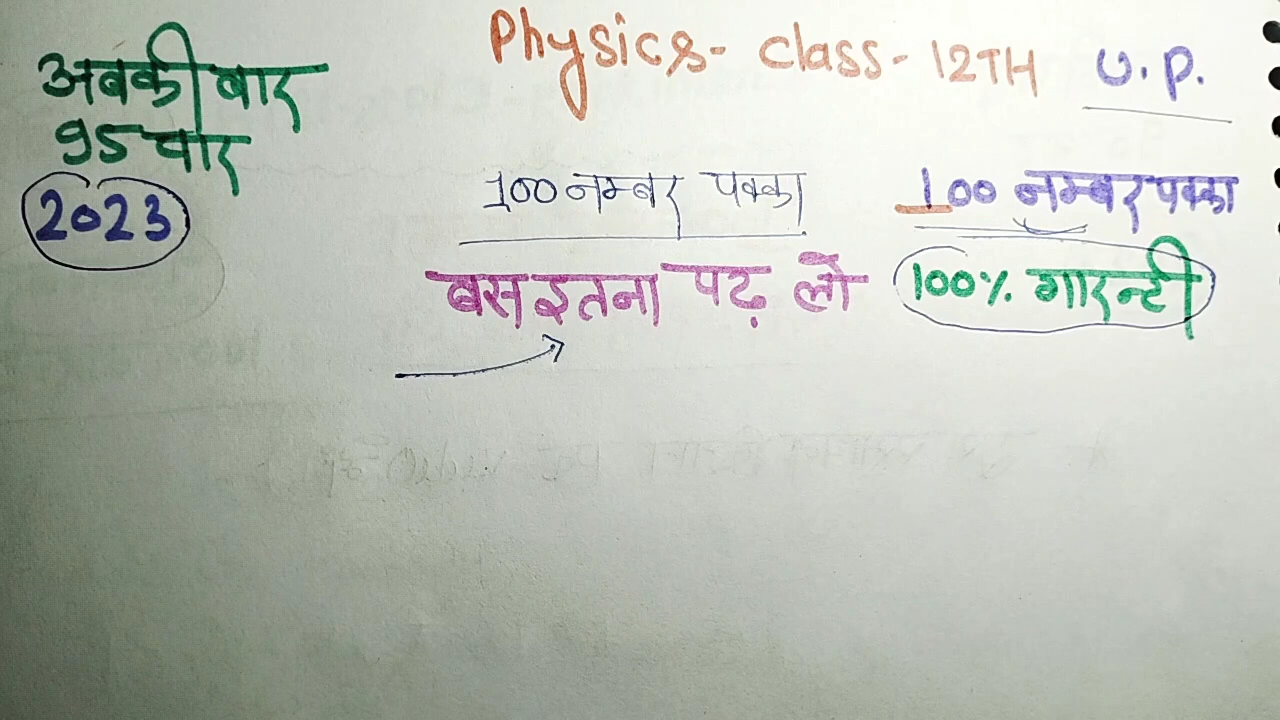 Physics- class- 12TH U.P.
अबकी बार
95 पार
2023
100 नम्बर पक्का 100 नम्बर पक्का
बस इतना पढ़ लो 100% गारन्टी